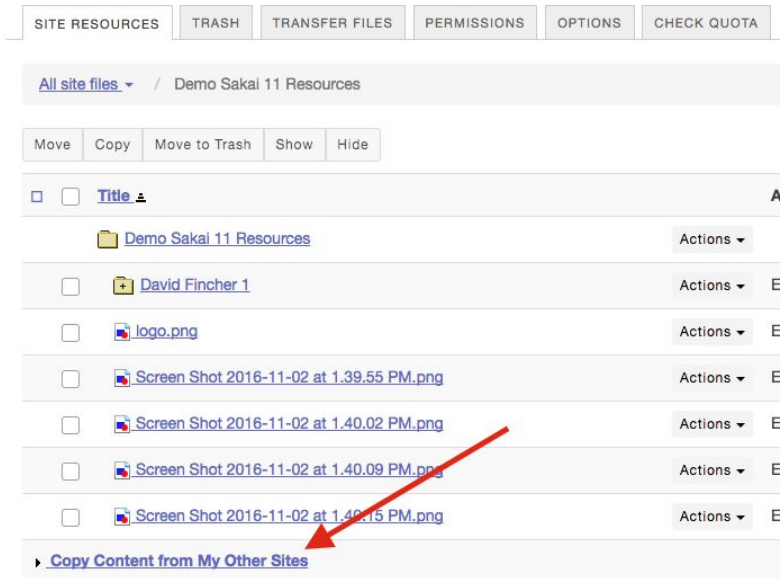 SITE RESOURCES TRASH TRANSFER FILES PERMISSIONS OPTIONS CHECK QUOTA
All site files / Demo Sakai 11 Resources
Move Copy Move to Trash Show Hide
Title A
Demo Sakai 11 Resources Actions
David Fincher 1 Actions E
logo.png Actions E
Screen Shot 2016-11-02 at 1.39.55 PM.png Actions E
Screen Shot 2016-11-02 at 1.40.02 PM.png Actions E
Screen Shot 2016-11-02 at 1.40.09 PM.png Actions E
Screen Shot 2016-11-02 at 1.40.15 PM.png Actions E
Copy Content from My Other Sites